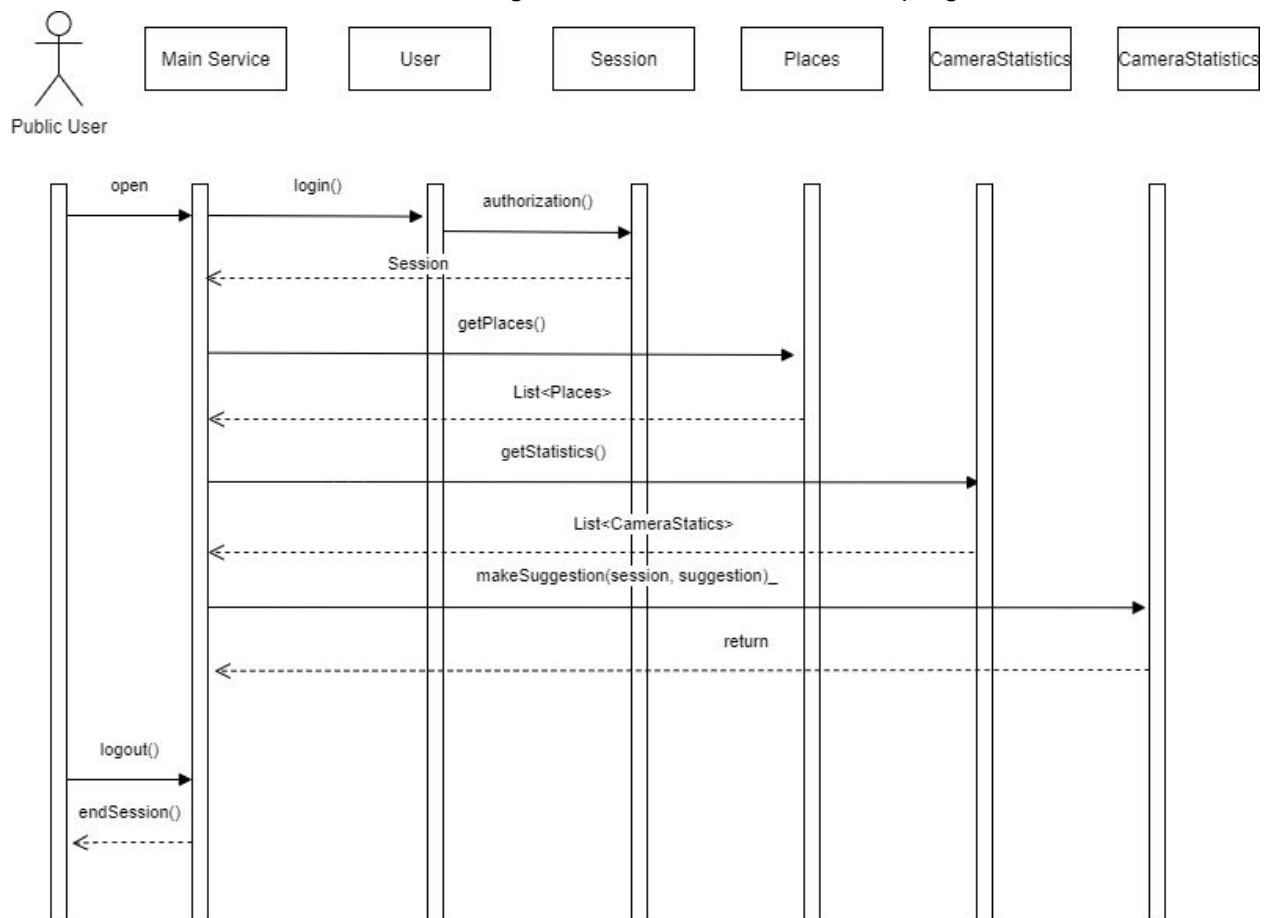 Main Service
User
Session
Places
CameraStatistics
CameraStatistics
Public User
open
login()
authorization()
Session
getPlaces()
List<Places>
getStatistics()
List<CameraStatics>
makeSuggestion(session, suggestion)_
return
logout()
endSession()